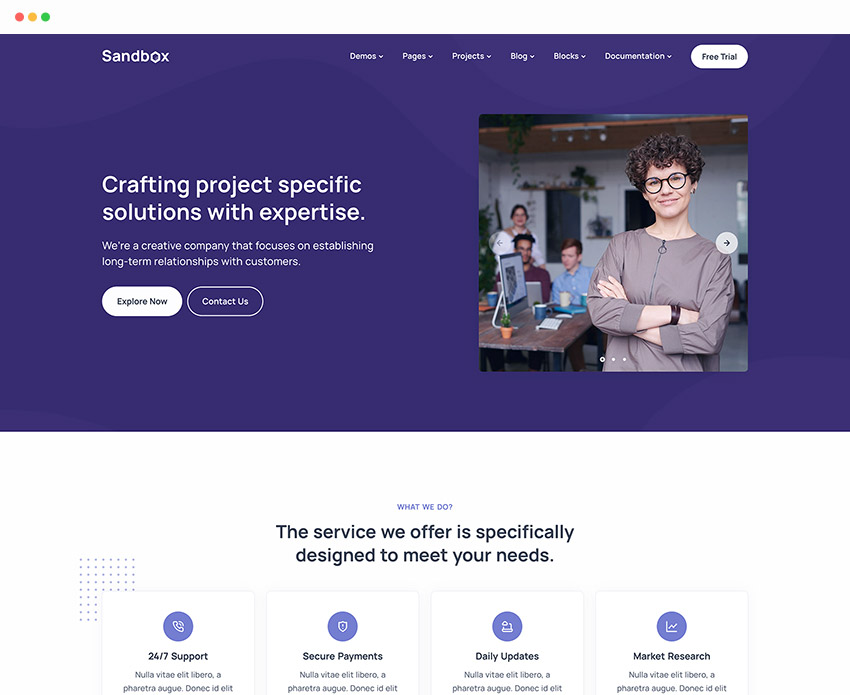 Sandbox
Demos Pages Projects Blog Blocks Documentation Free Trial
Crafting project specific
solutions with expertise.
We're a creative company that focuses on establishing
long-term relationships with customers.
Explore Now Contact Us
WHAT WE DO?
The service we offer is specifically
designed to meet your needs.
24/7 Support
Nulla vitae elit libero, a
pharetra augue. Donec id elit
Secure Payments
Nulla vitae elit libero, a
pharetra augue. Donec id elit
Daily Updates
Nulla vitae elit libero, a
pharetra augue. Donec id elit
Market Research
Nulla vitae elit libero, a
pharetra augue. Donec id elit